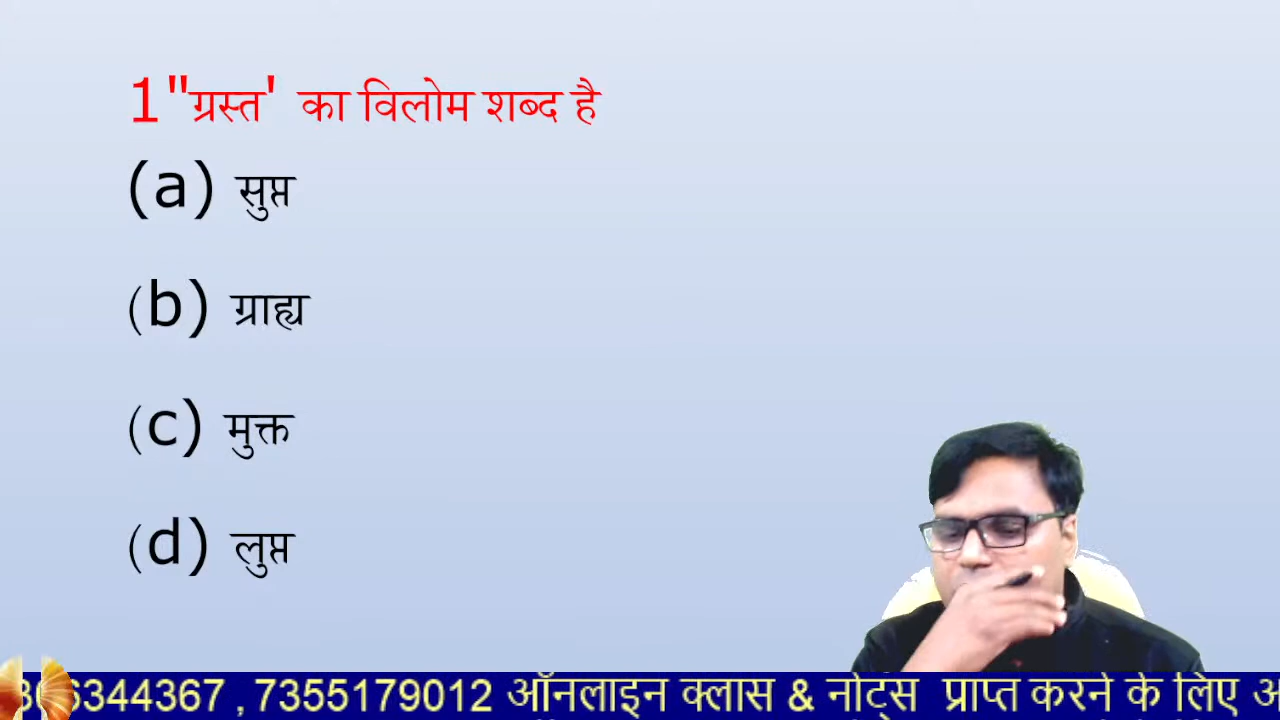 1"ग्रस्त' का विलोम शब्द है
(a) सुप्त
(b) ग्राह्य
(c) मुक्त
(d) लुप्त
6344367 , 7355179012 ऑनलाइन क्लास & नोट्स प्राप्त करने के लिए